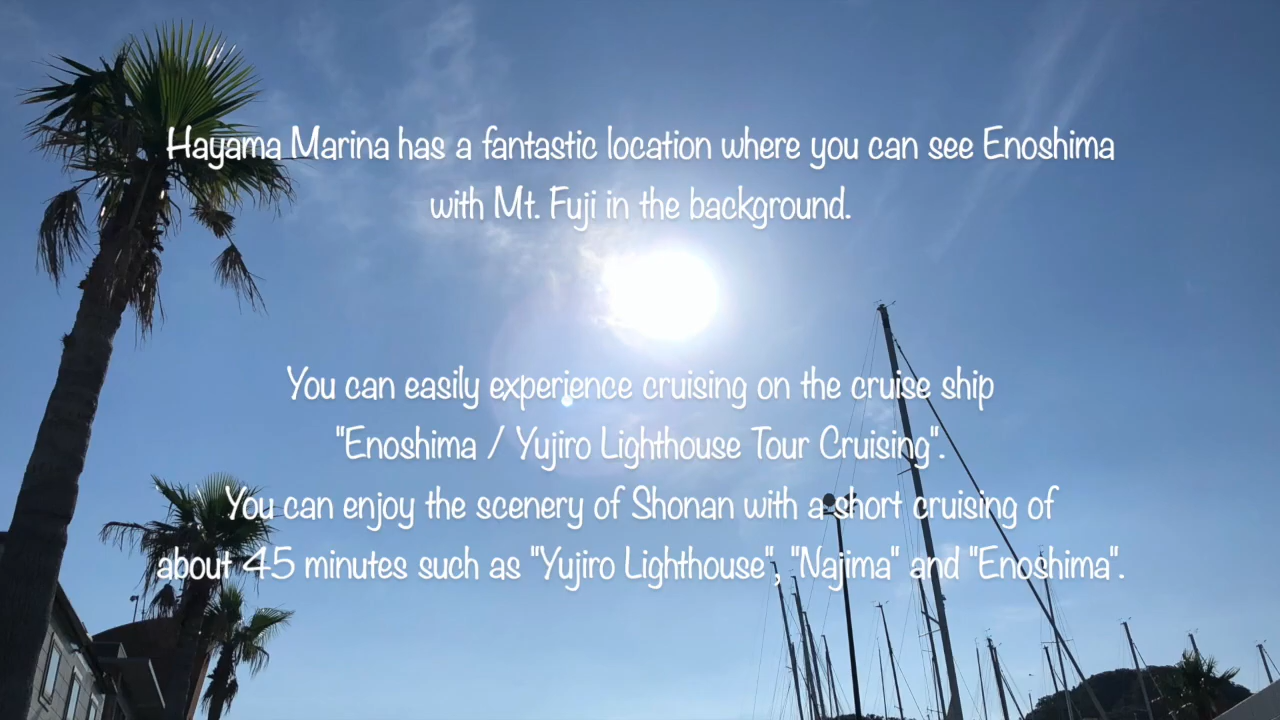 Hayama Marina has a fantastic location where you can see Enoshima
with Mt. Fuji in the background.
You can easily experience cruising on the cruise ship
"Enoshima / Yujiro Lighthouse Tour Cruising".
You can enjoy the scenery of Shonan with a short cruising of
about 45 minutes such as "Yujiro Lighthouse", "Najima" and "Enoshima".